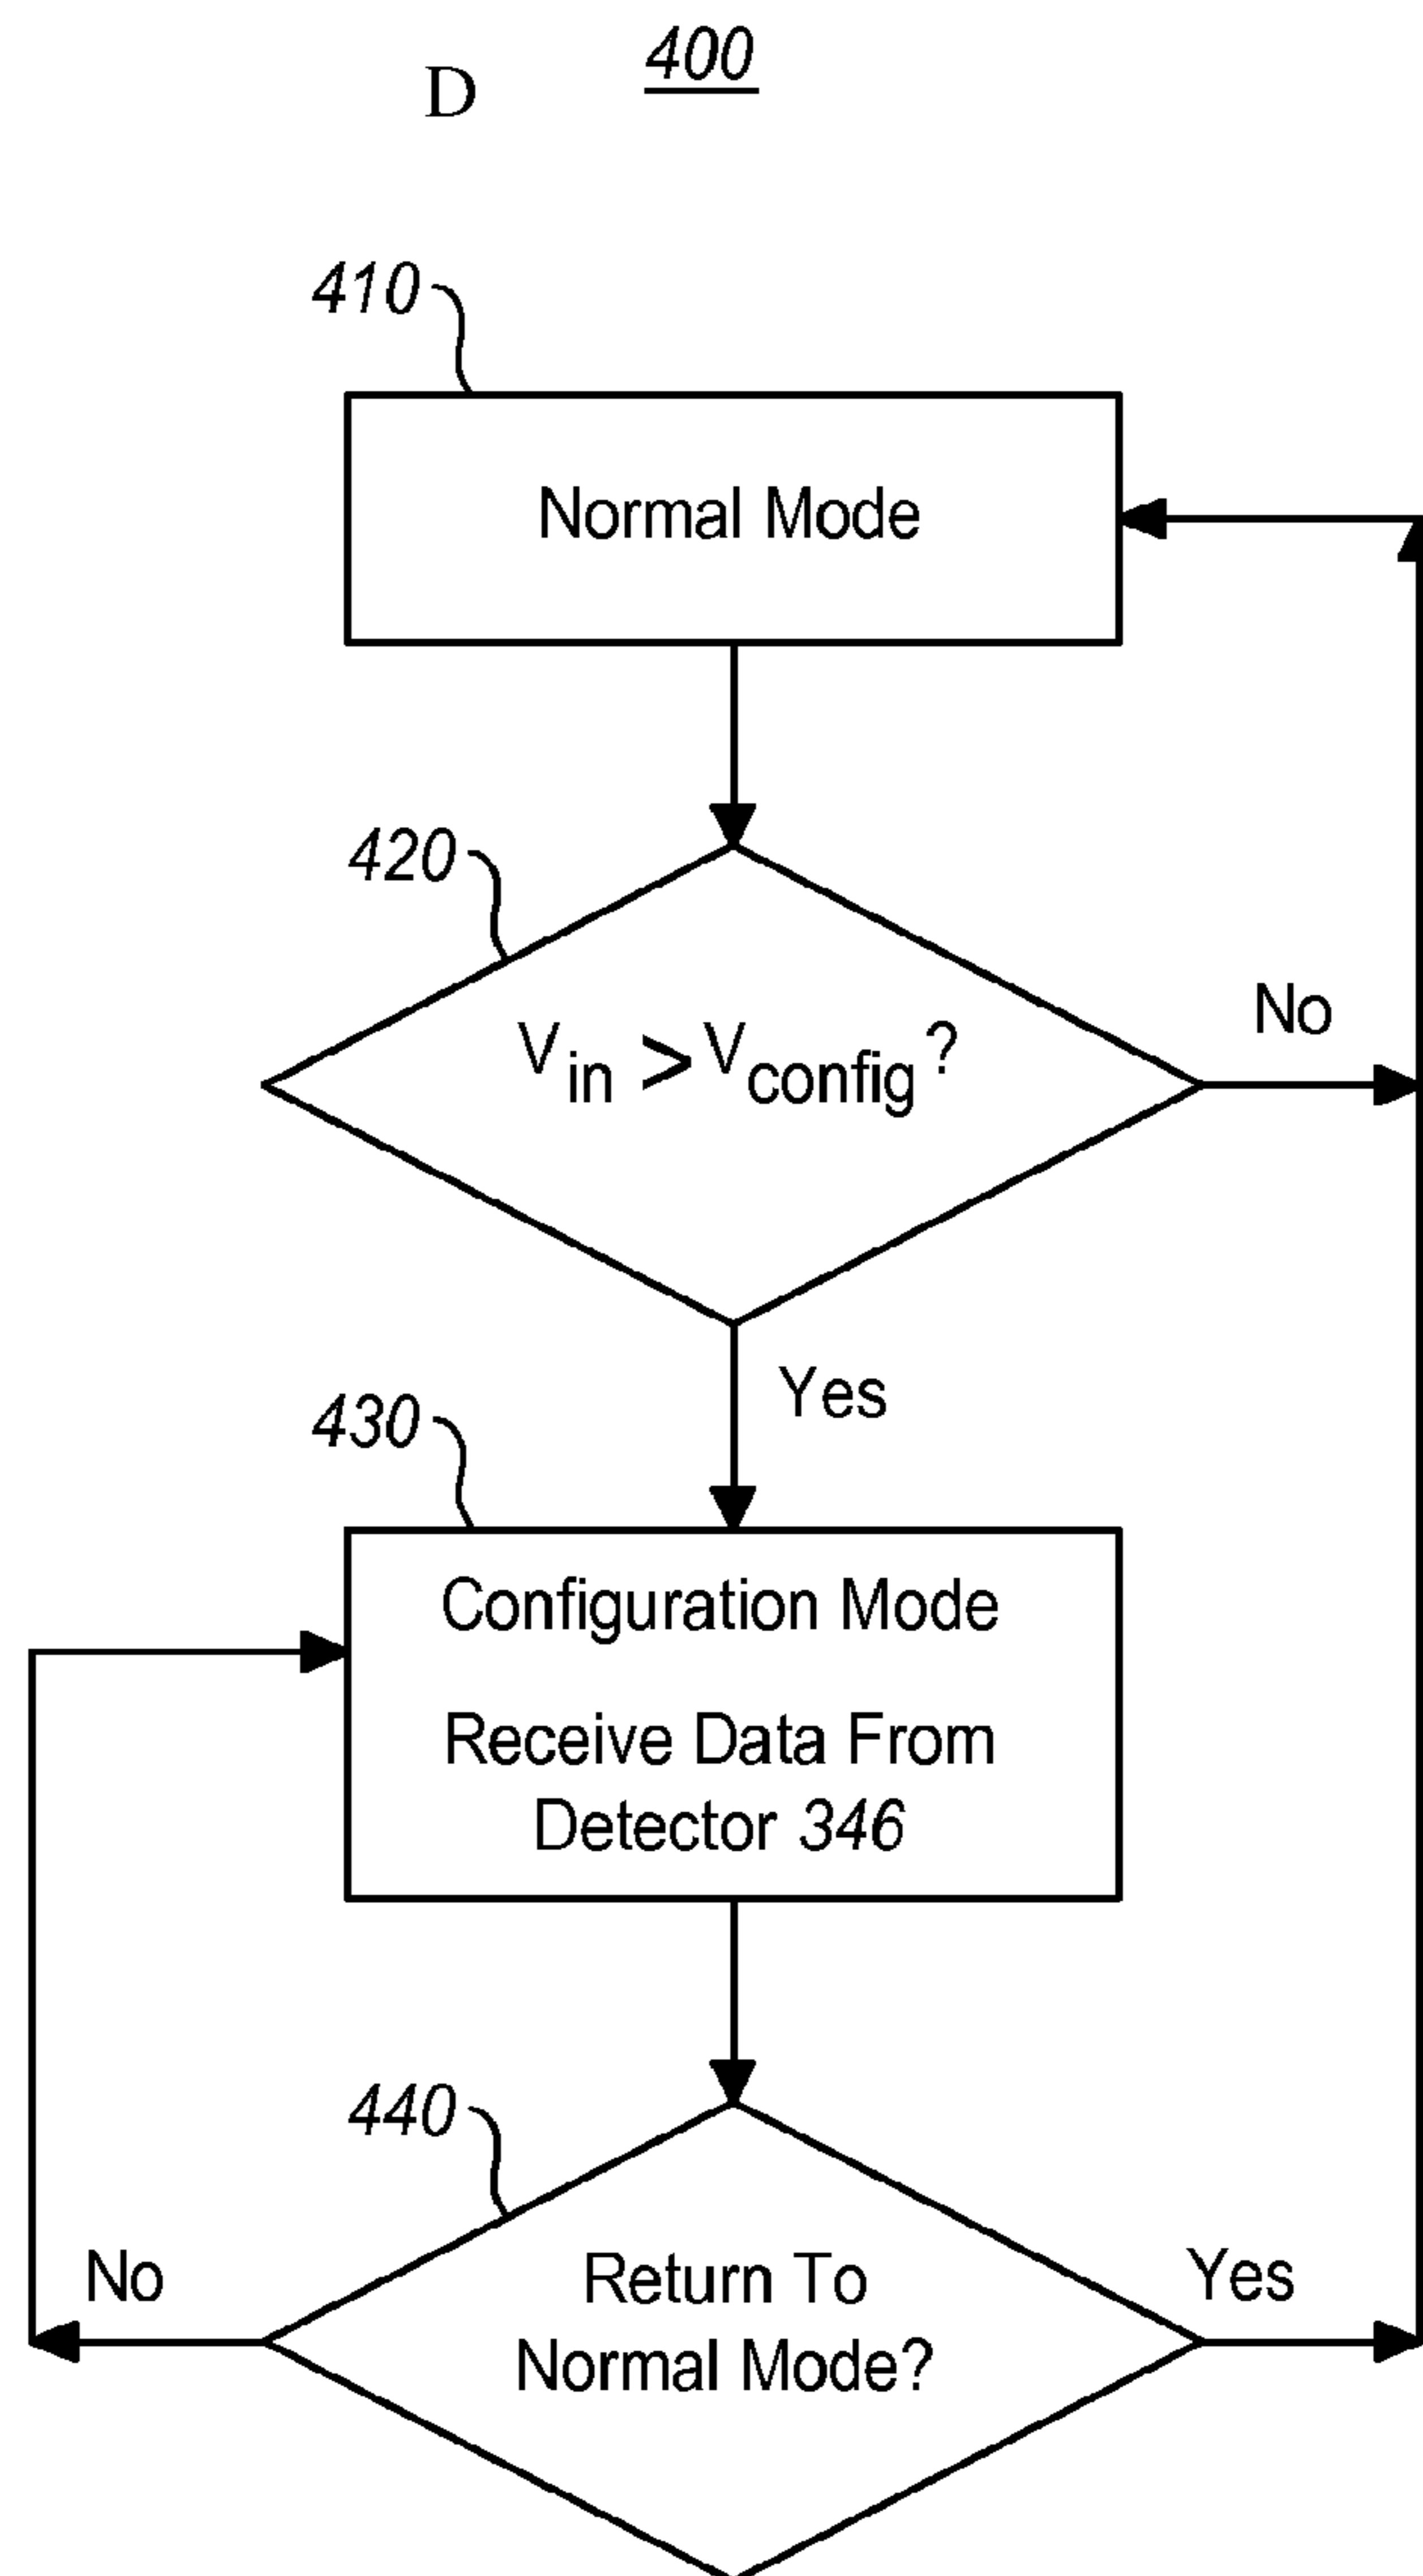 400
D
410
Normal Mode
420
Vin > Vconfig?
No
Yes
430
Configuration Mode
Receive Data From
Detector 346
440
No
Return To
Normal Mode?
Yes